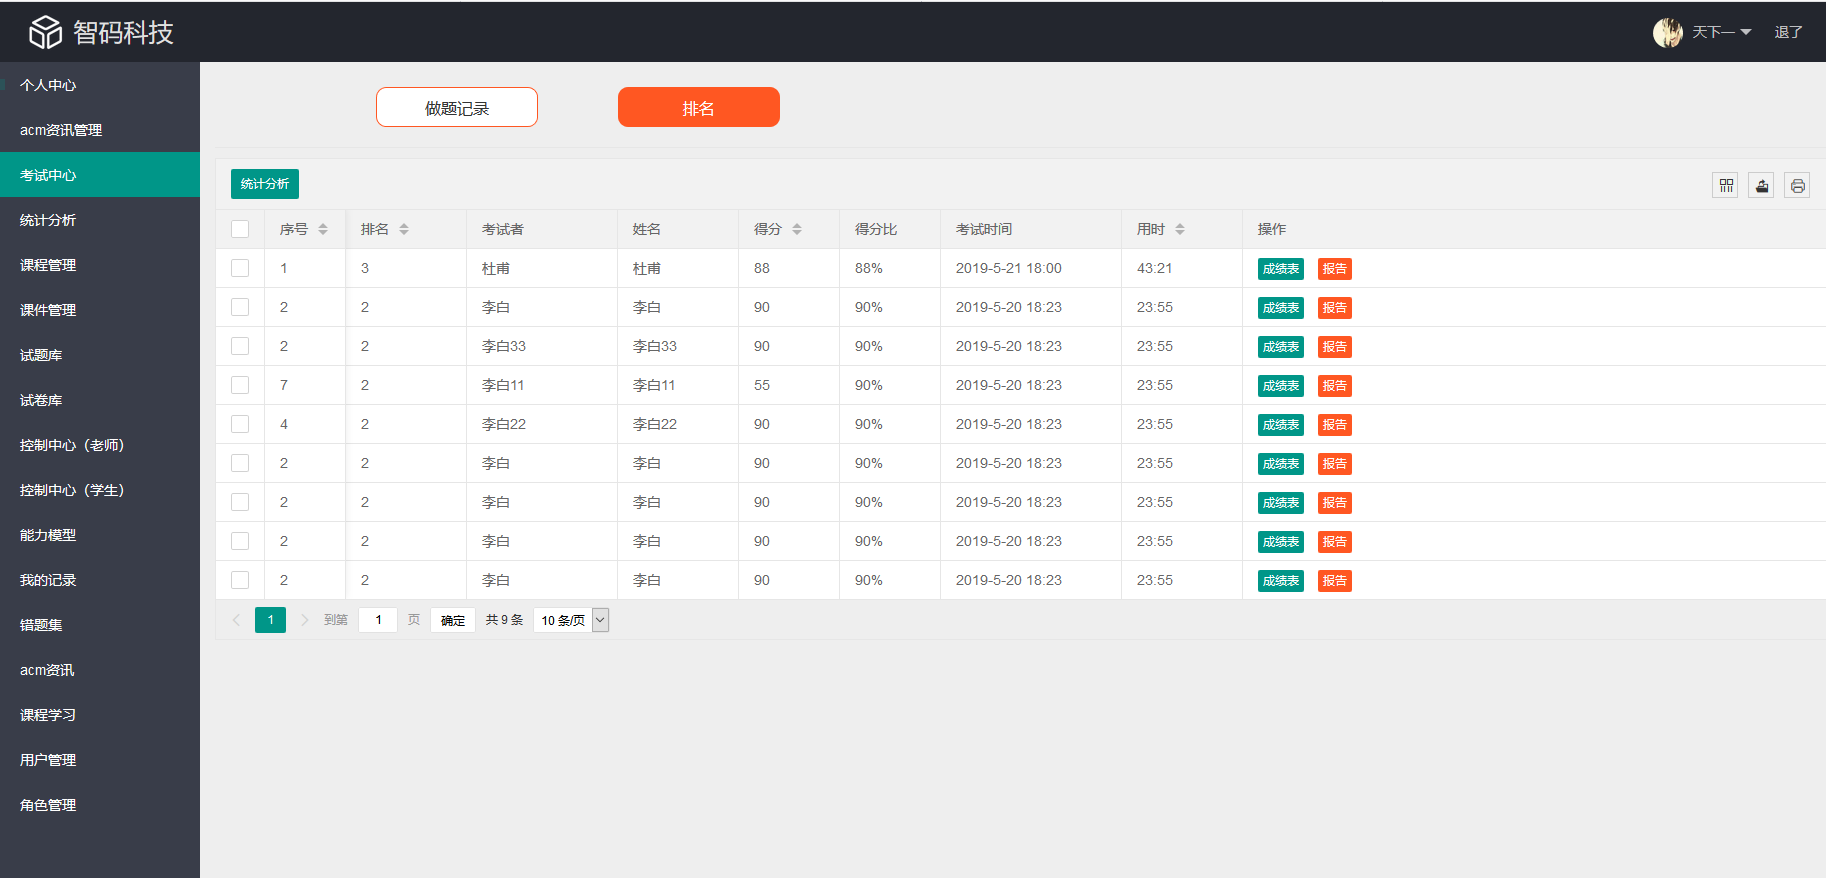 智码科技
天下一
退了
个人中心
acm资讯管理
考试中心
统计分析
课程管理
课件管理
试题库
试卷库
控制中心（老师）
控制中心（学生）
能力模型
我的记录
错题集
acm资讯
课程学习
用户管理
角色管理
做题记录 排名
统计分析
序号 排名 考试者 姓名 得分 得分比 考试时间 用时 操作
1 3 杜甫 杜甫 88 88% 2019-5-21 18:00 43:21 成绩表 报告
2 2 李白 李白 90 90% 2019-5-20 18:23 23:55 成绩表 报告
2 2 李白33 李白33 90 90% 2019-5-20 18:23 23:55 成绩表 报告
7 2 李白11 李白11 55 90% 2019-5-20 18:23 23:55 成绩表 报告
4 2 李白22 李白22 90 90% 2019-5-20 18:23 23:55 成绩表 报告
2 2 李白 李白 90 90% 2019-5-20 18:23 23:55 成绩表 报告
2 2 李白 李白 90 90% 2019-5-20 18:23 23:55 成绩表 报告
2 2 李白 李白 90 90% 2019-5-20 18:23 23:55 成绩表 报告
2 2 李白 李白 90 90% 2019-5-20 18:23 23:55 成绩表 报告
1 到第 1 页 确定 共 9 条 10 条/页